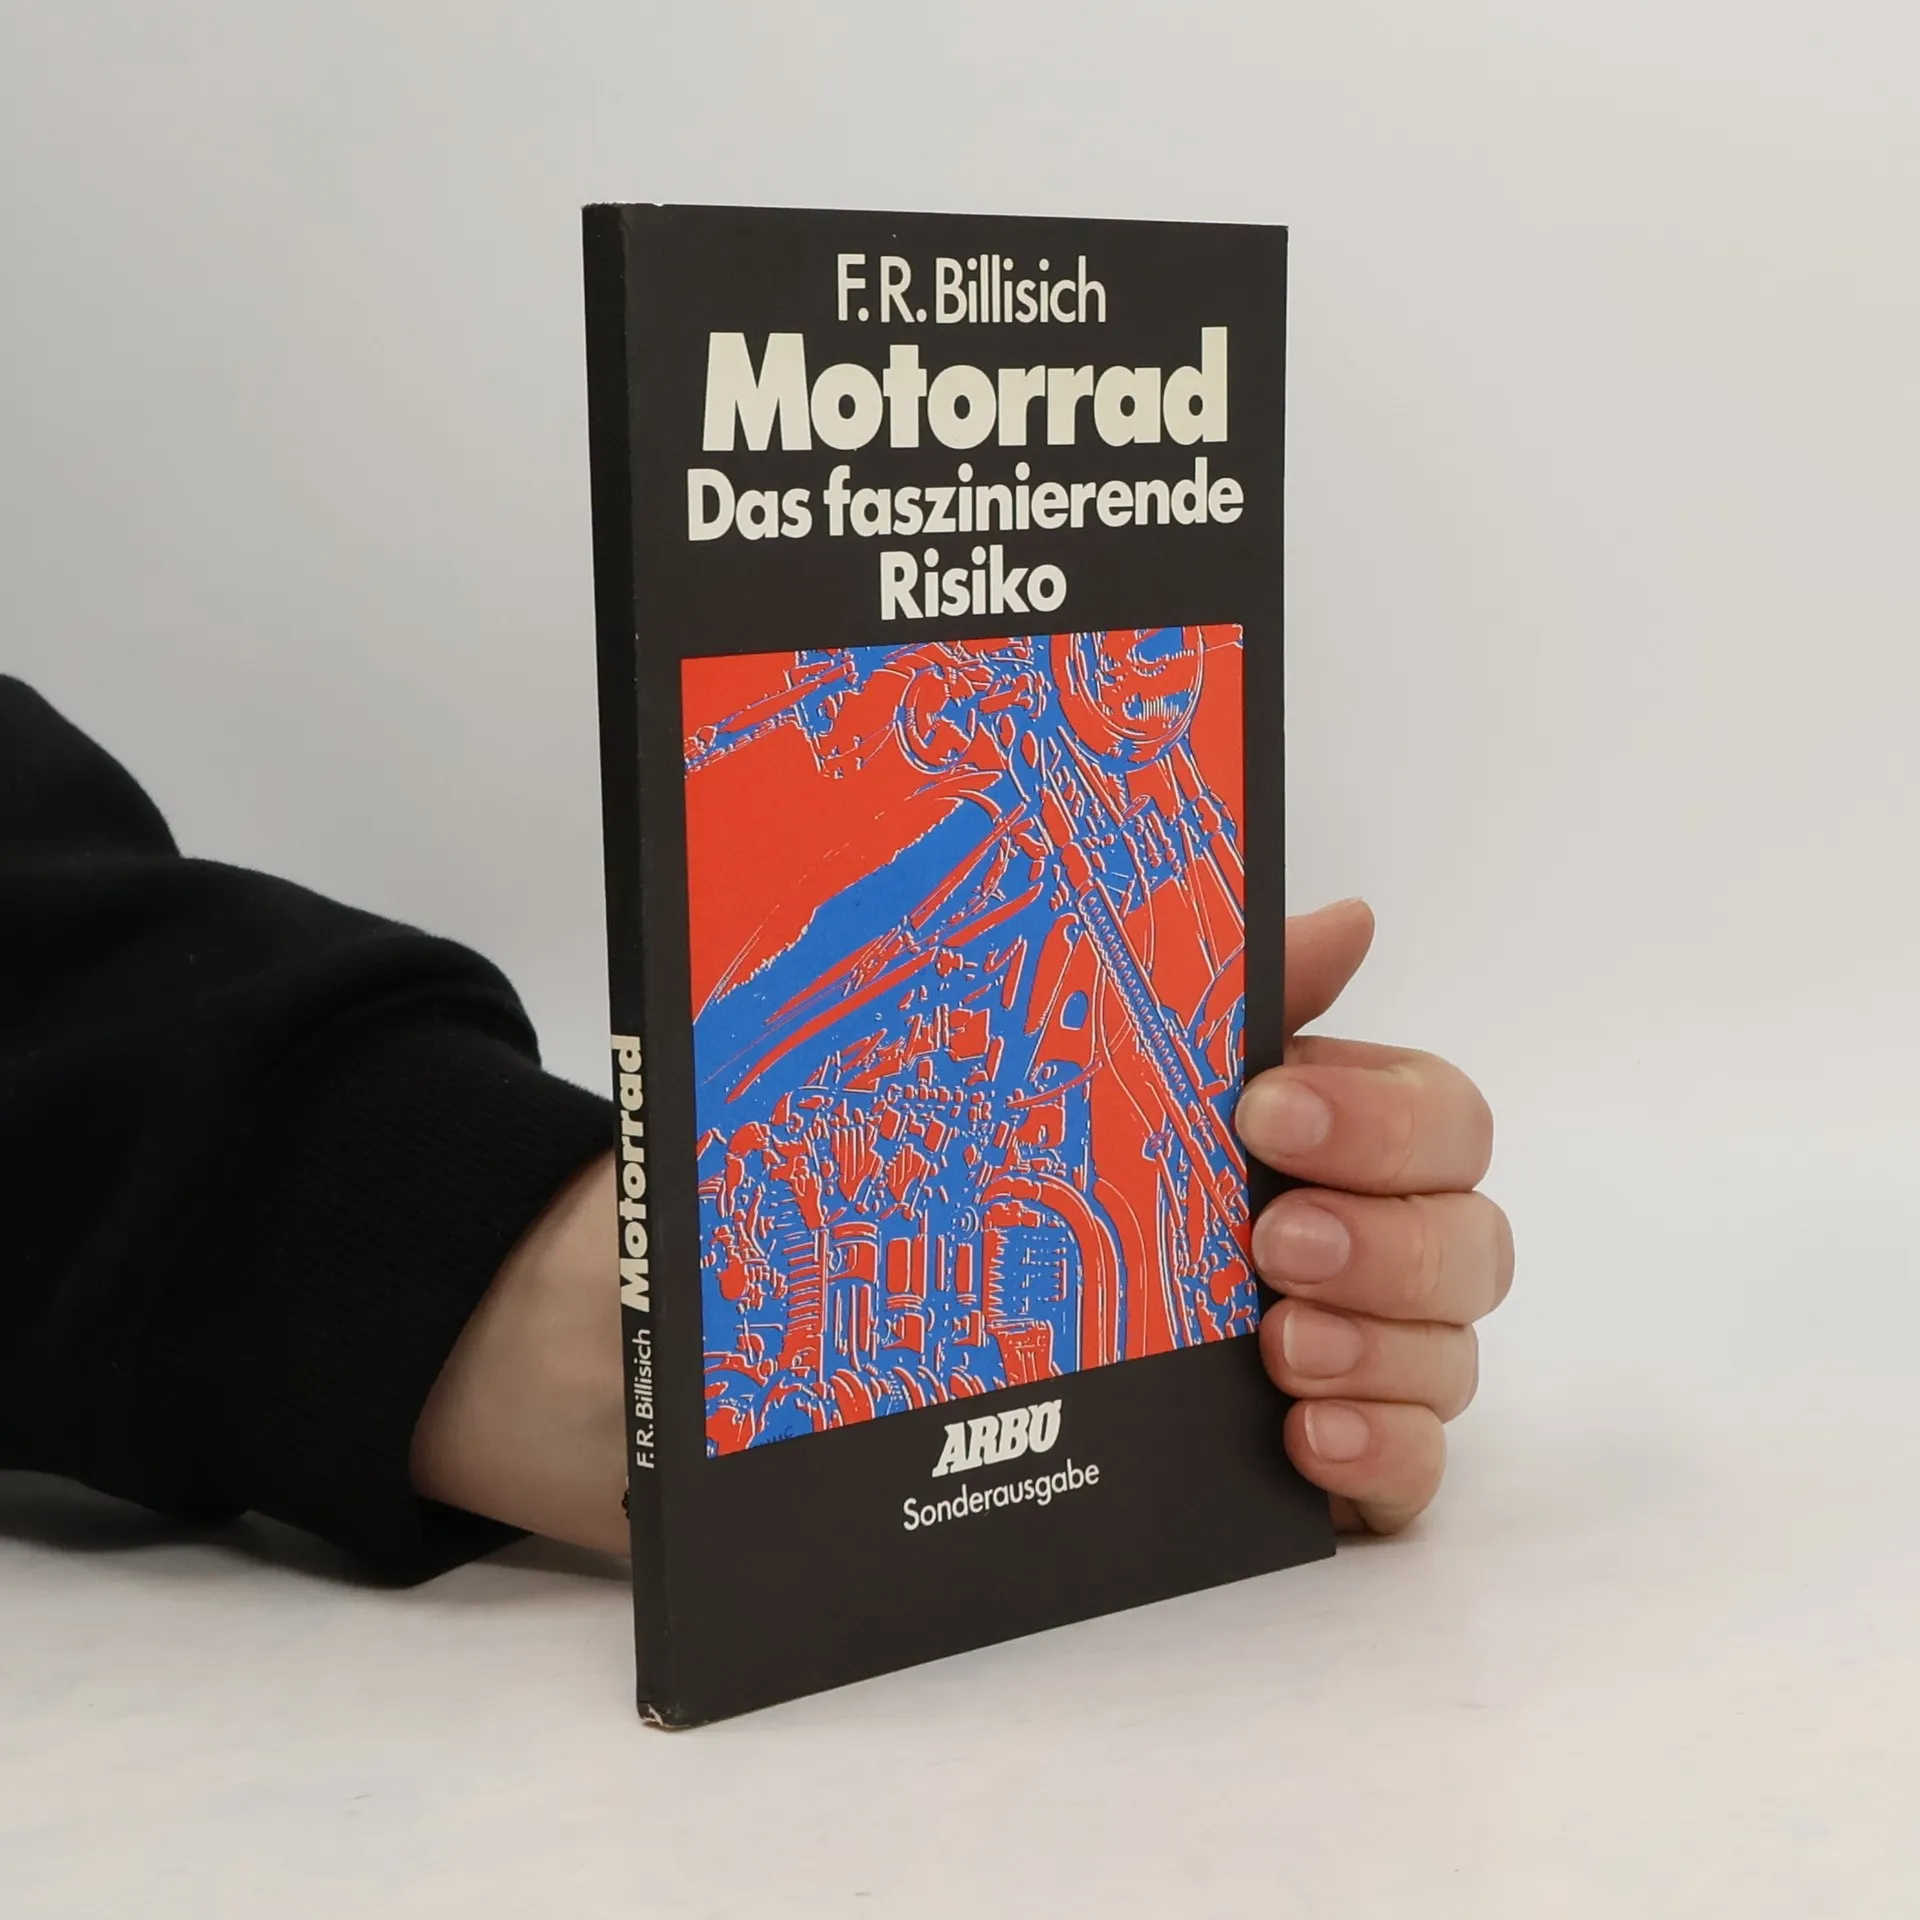 F. R. Billisich
Motorrad
Das faszinierende
Risiko
ARBÖ
Sonderausgabe
F. R. Billisich Motorrad